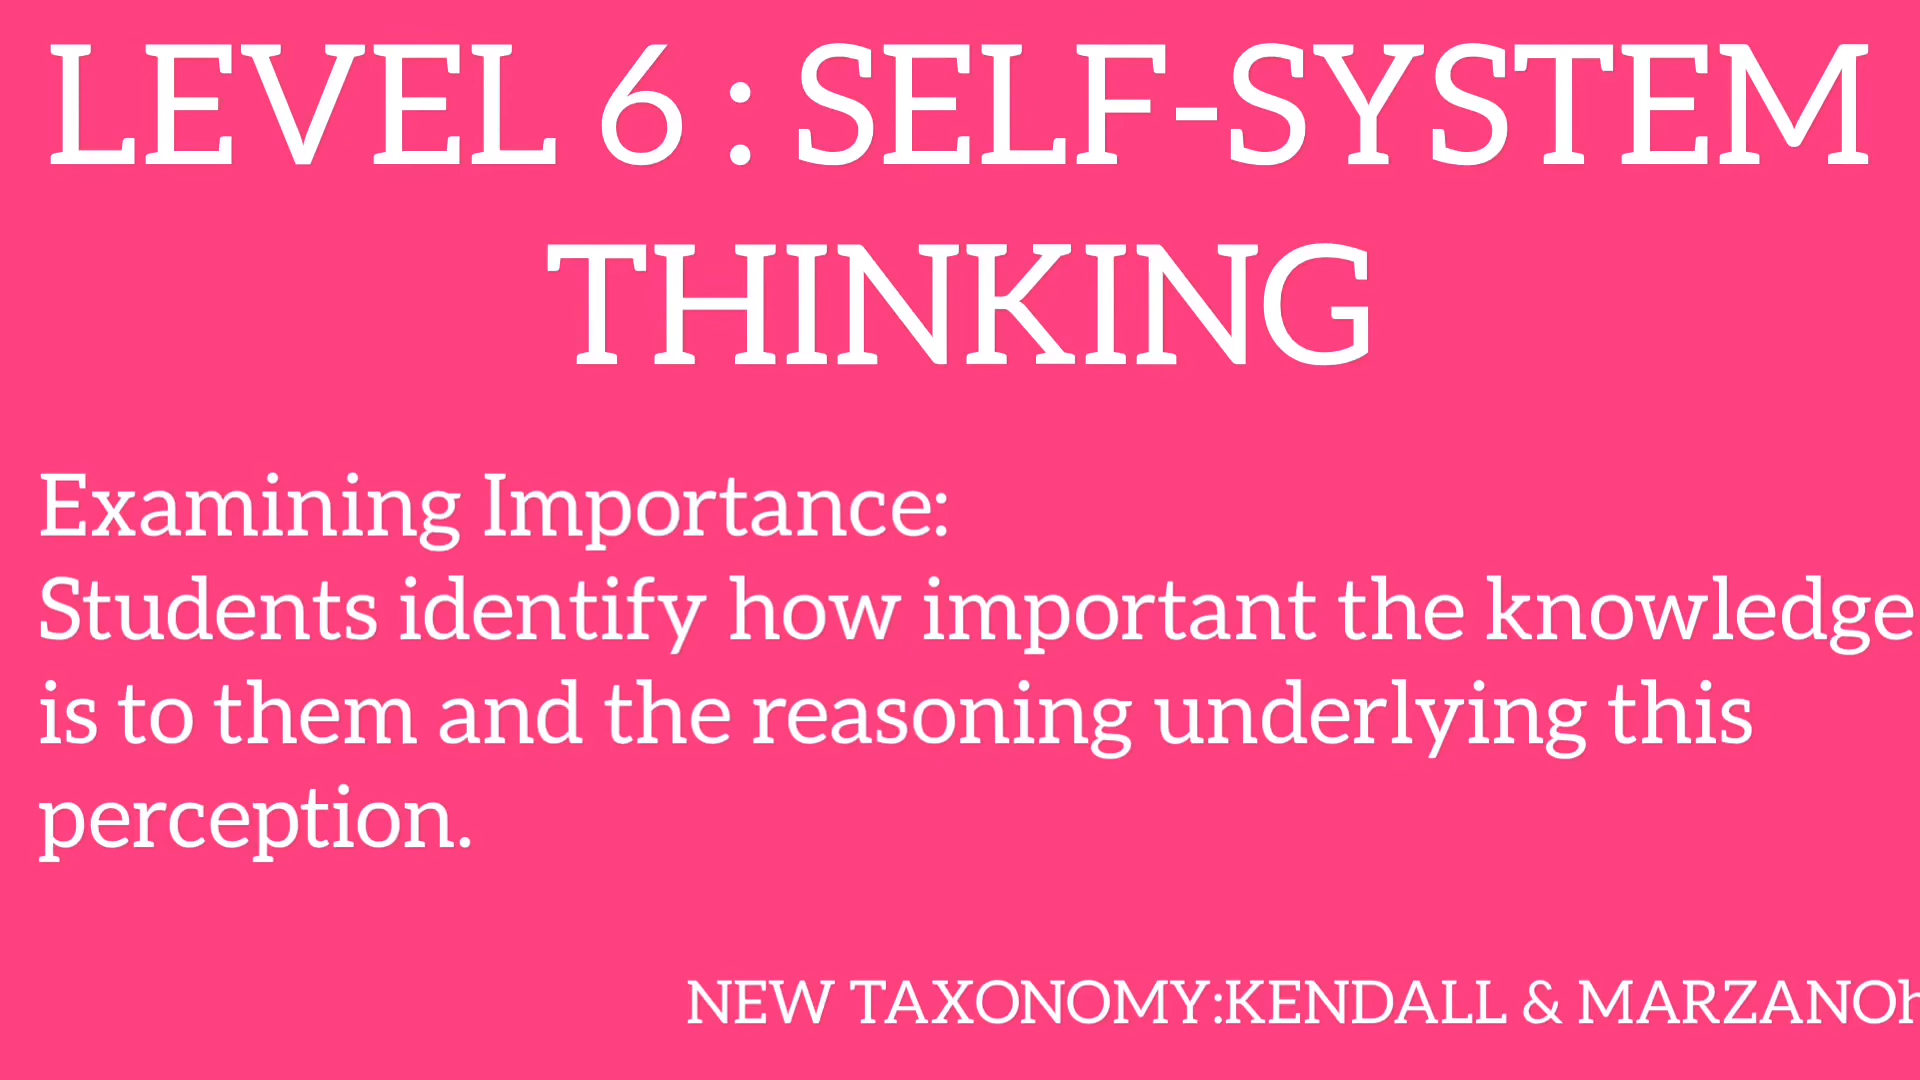 LEVEL 6 : SELF-SYSTEM
THINKING
Examining Importance:
Students identify how important the knowledge
is to them and the reasoning underlying this
perception.
NEW TAXONOMY:KENDALL & MARZANOh